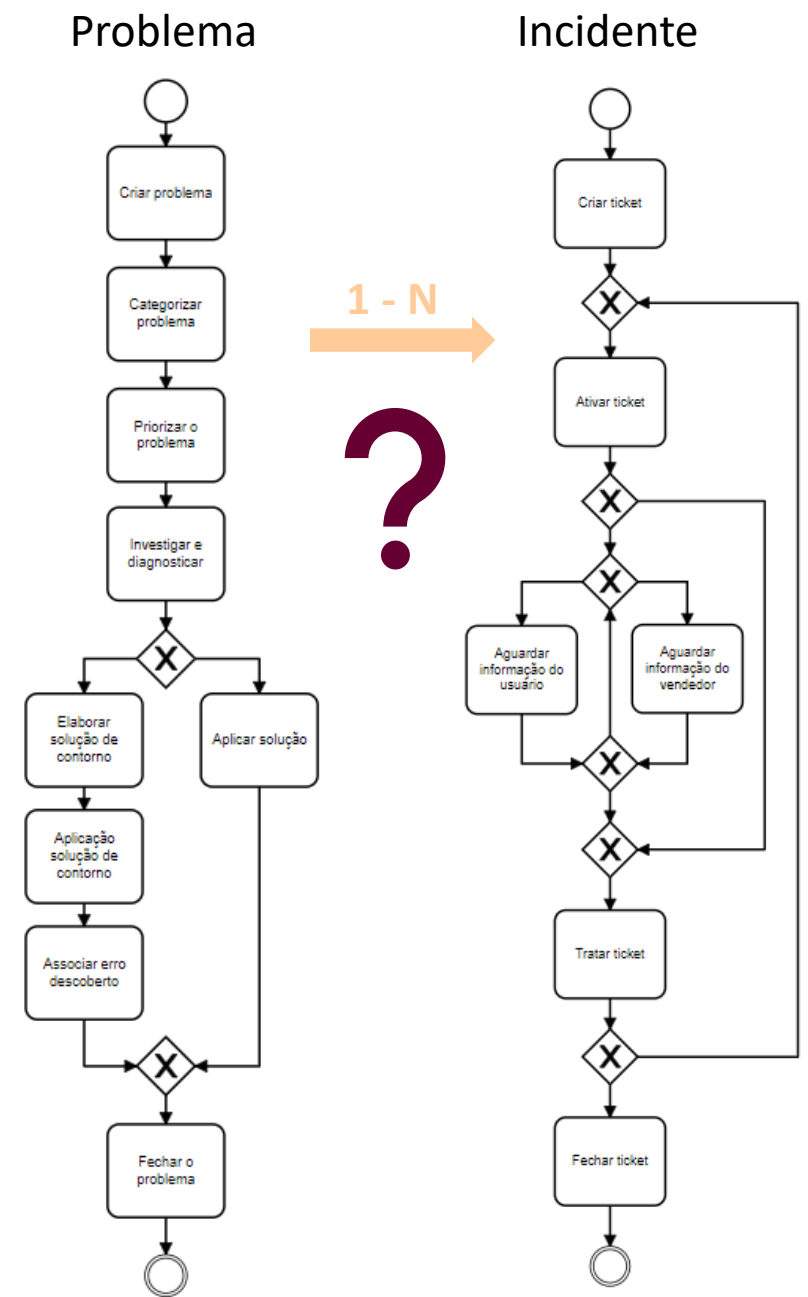 Problema
Criar problema
Categorizar
problema
Priorizar o
problema
Investigar e
diagnosticar
X
Elaborar
solução de
contorno
Aplicar solução
Aplicação
solução de
contorno
Associar erro
descoberto
X
Fechar o
problema
1 - N
?
Incidente
Criar ticket
X
Ativar ticket
X
X
Aguardar
informação do
usuário
Aguardar
informação do
vendedor
X
X
Tratar ticket
X
Fechar ticket